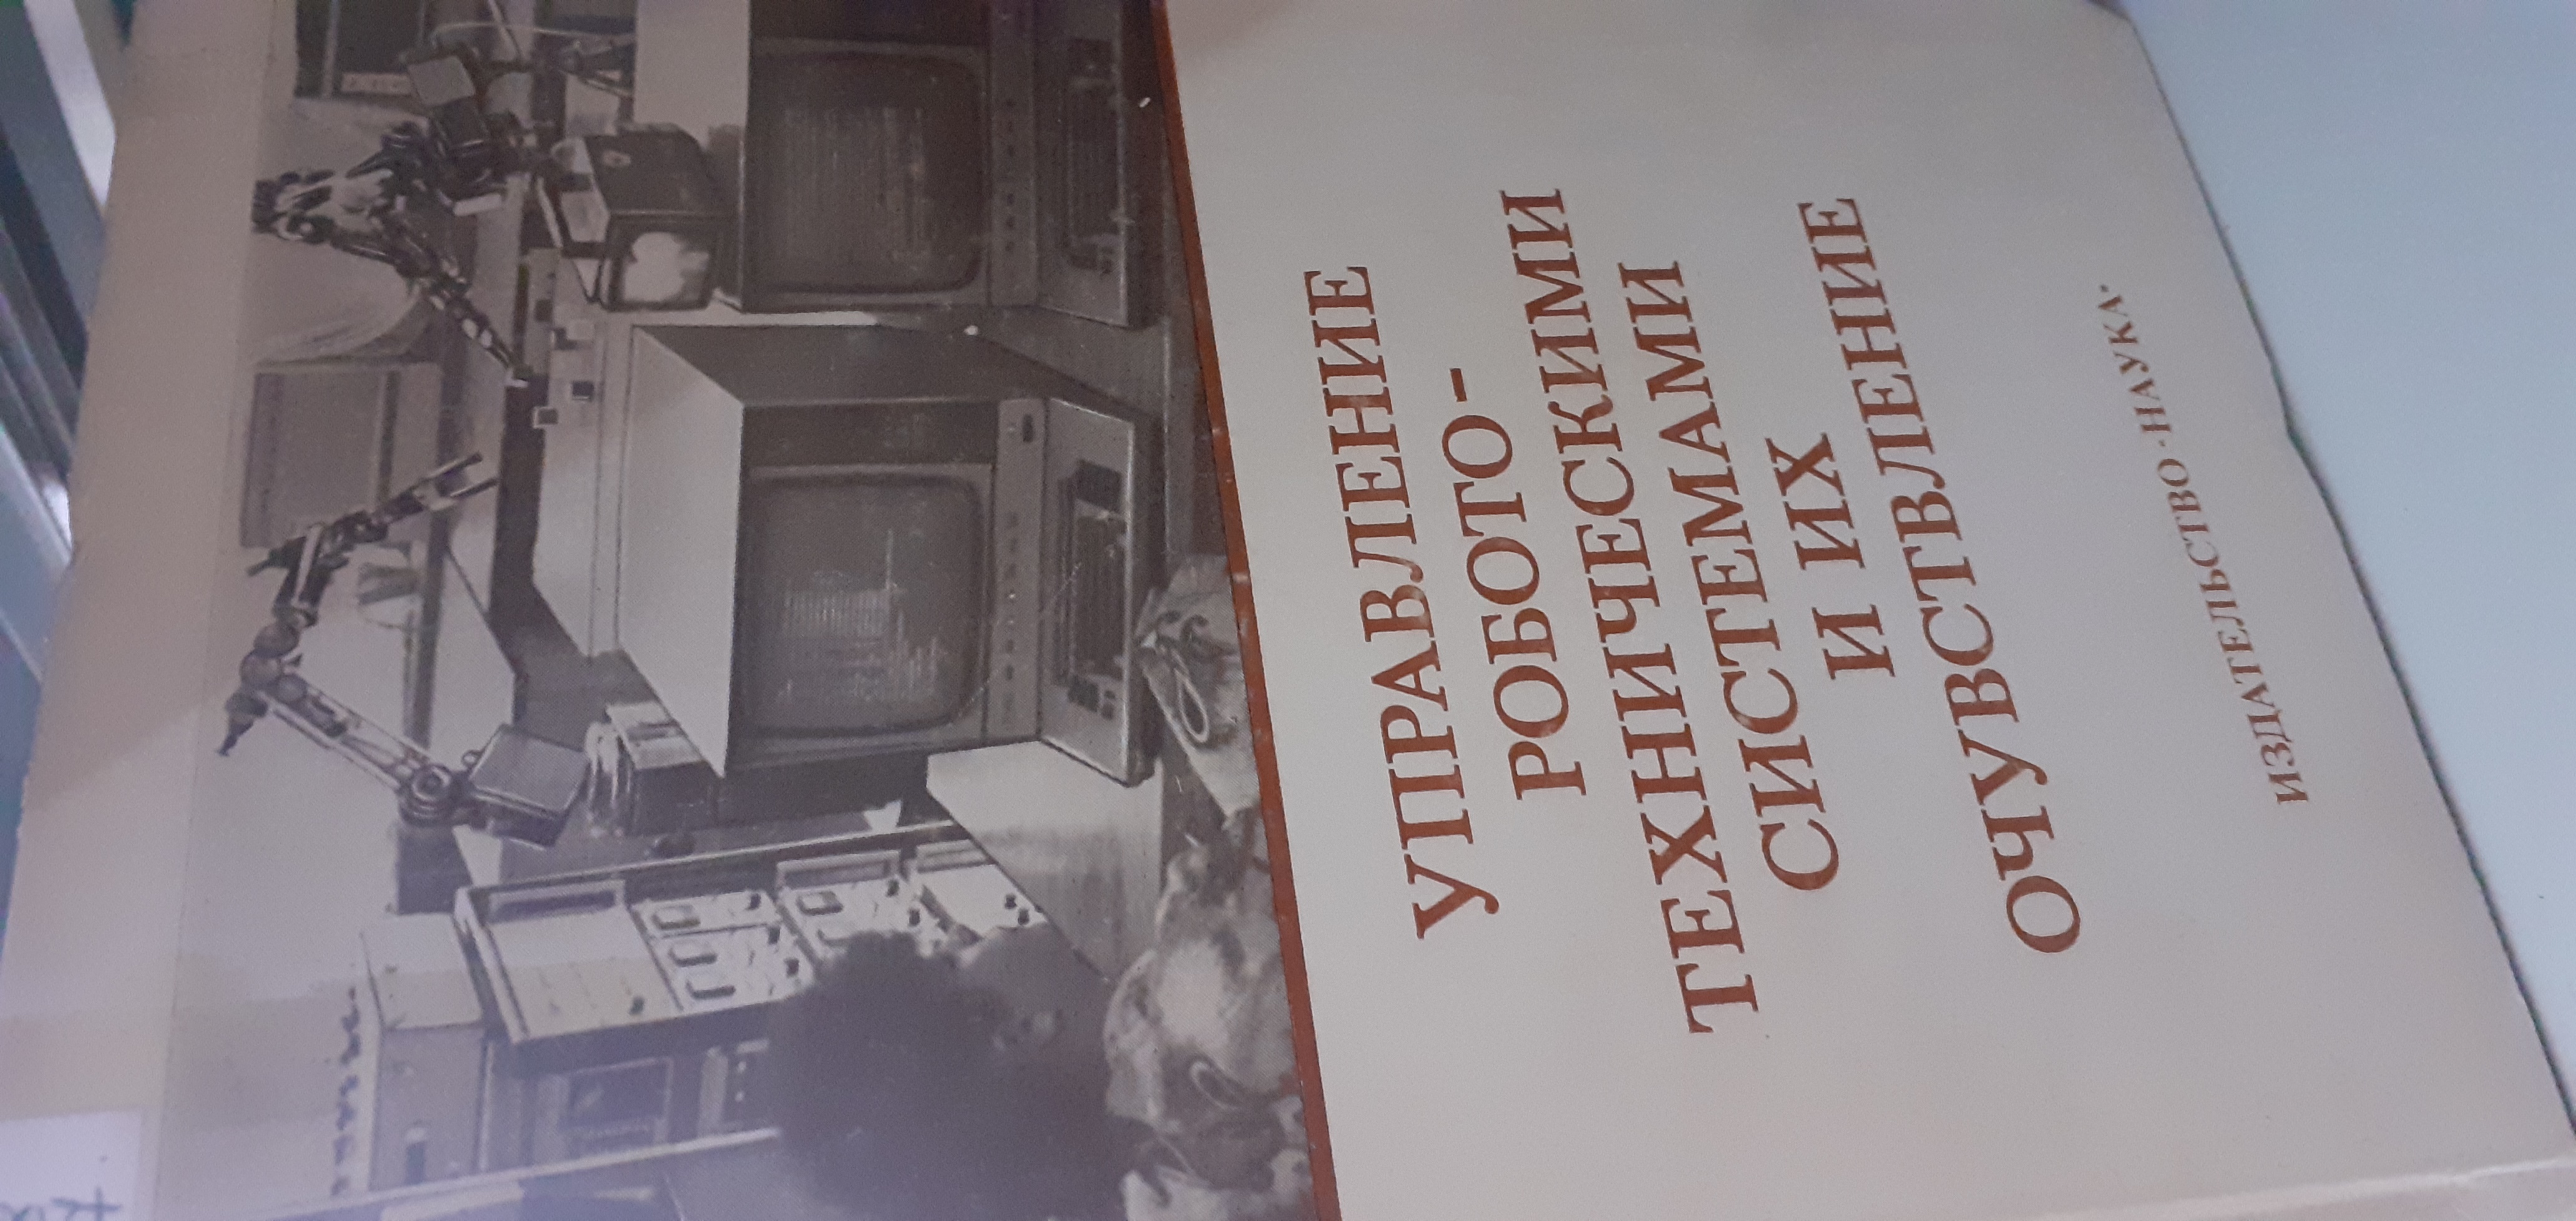 УПРАВЛЕНИЕ
РОБОТО-
ТЕХНИЧЕСКИМИ
СИСТЕМАМИ
И ИХ
ОЧУВСТВЛЕНИЕ
ИЗДАТЕЛЬСТВО «НАУКА»